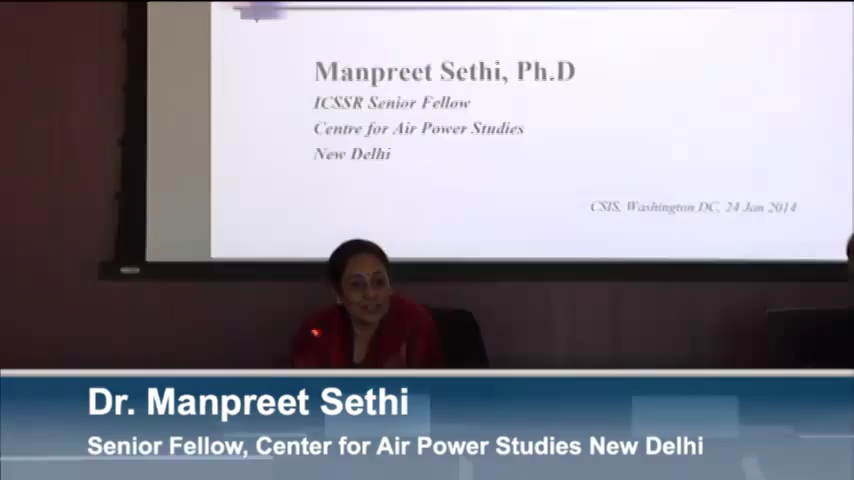 Manpreet Sethi, Ph.D
ICSSR Senior Fellow
Centre for Air Power Studies
New Delhi
CSIS, Washington DC, 24 Jan 2014
Dr. Manpreet Sethi
Senior Fellow, Center for Air Power Studies New Delhi